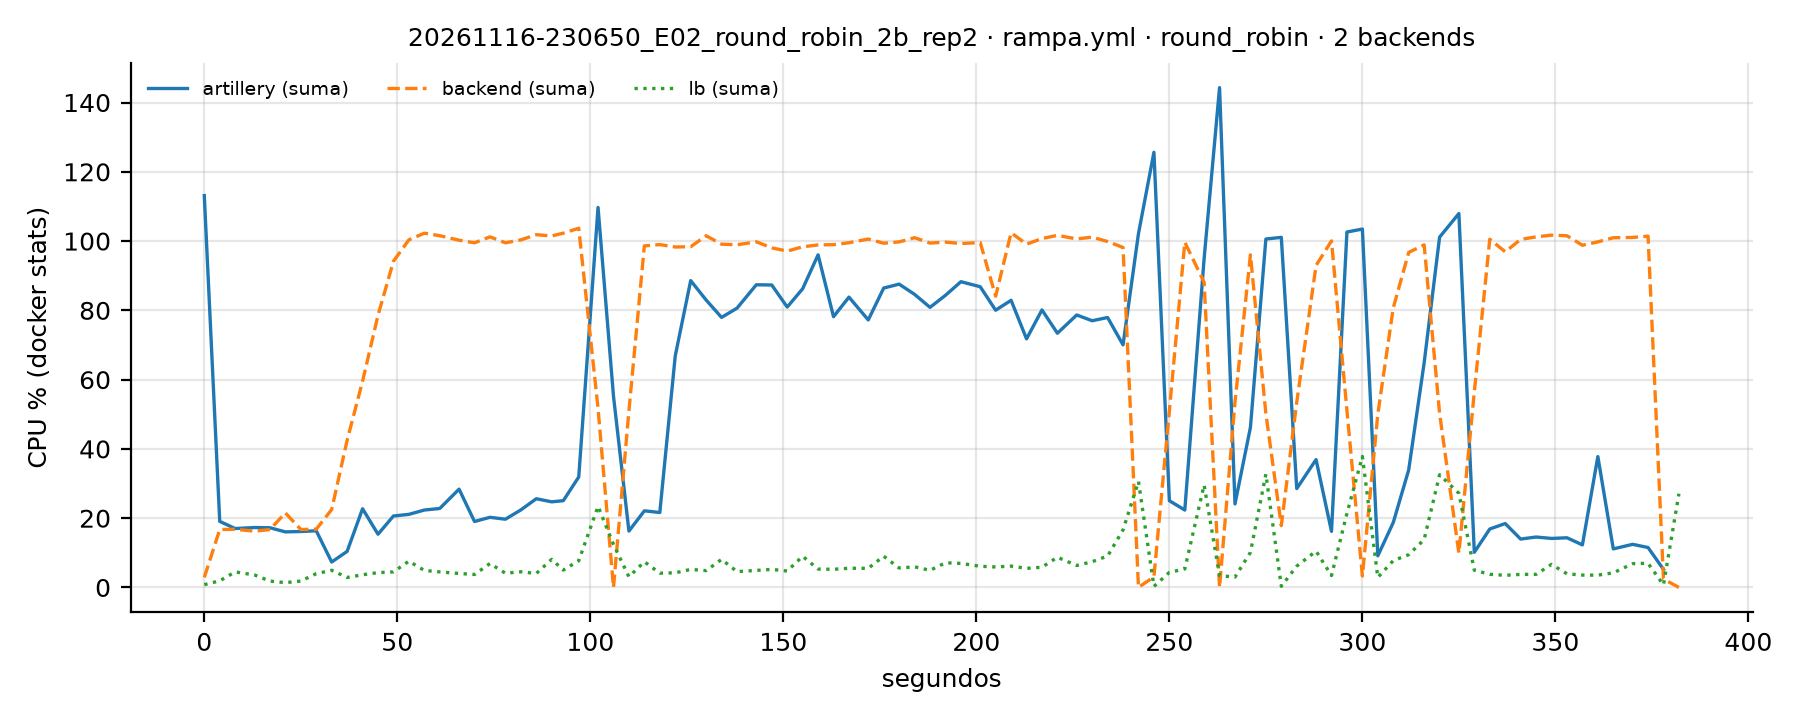 20261116-230650_E02_round_robin_2b_rep2 · rampa.yml · round_robin · 2 backends
artillery (suma) backend (suma) lb (suma)
CPU % (docker stats)
140
120
100
80
60
40
20
0
0 50 100 150 200 250 300 350 400
segundos